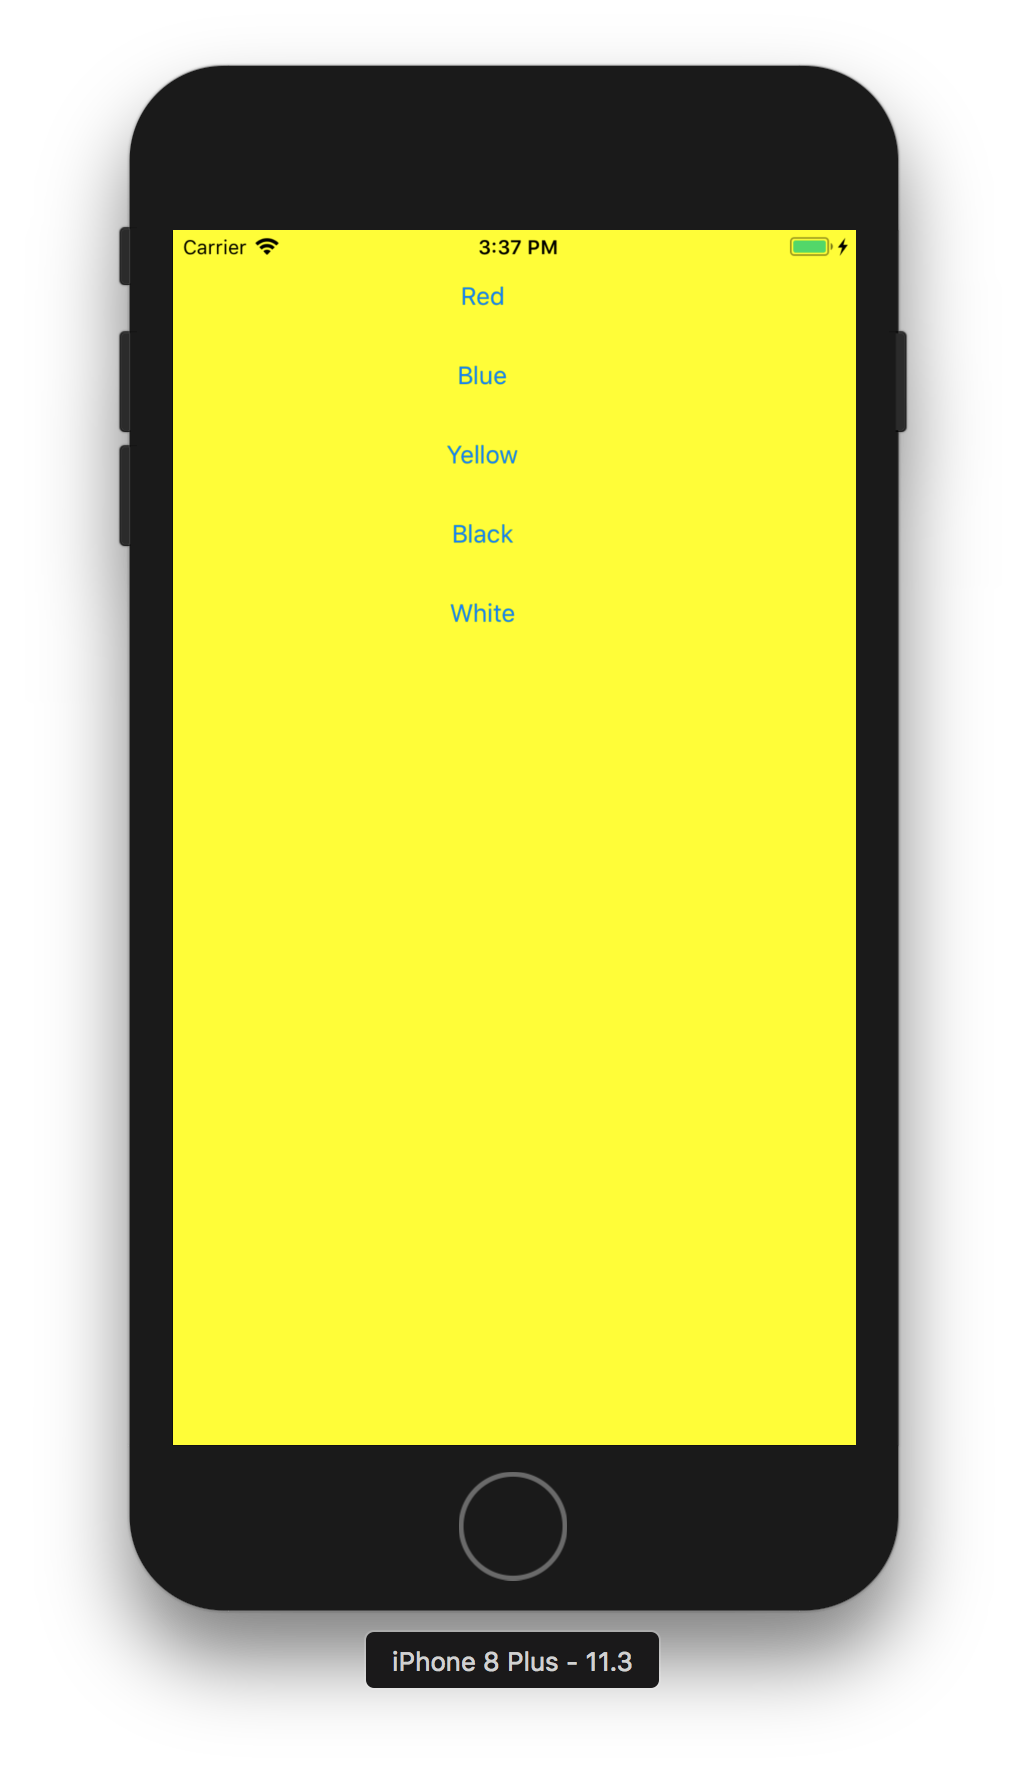 Carrier 3:37 PM
Red
Blue
Yellow
Black
White
iPhone 8 Plus - 11.3